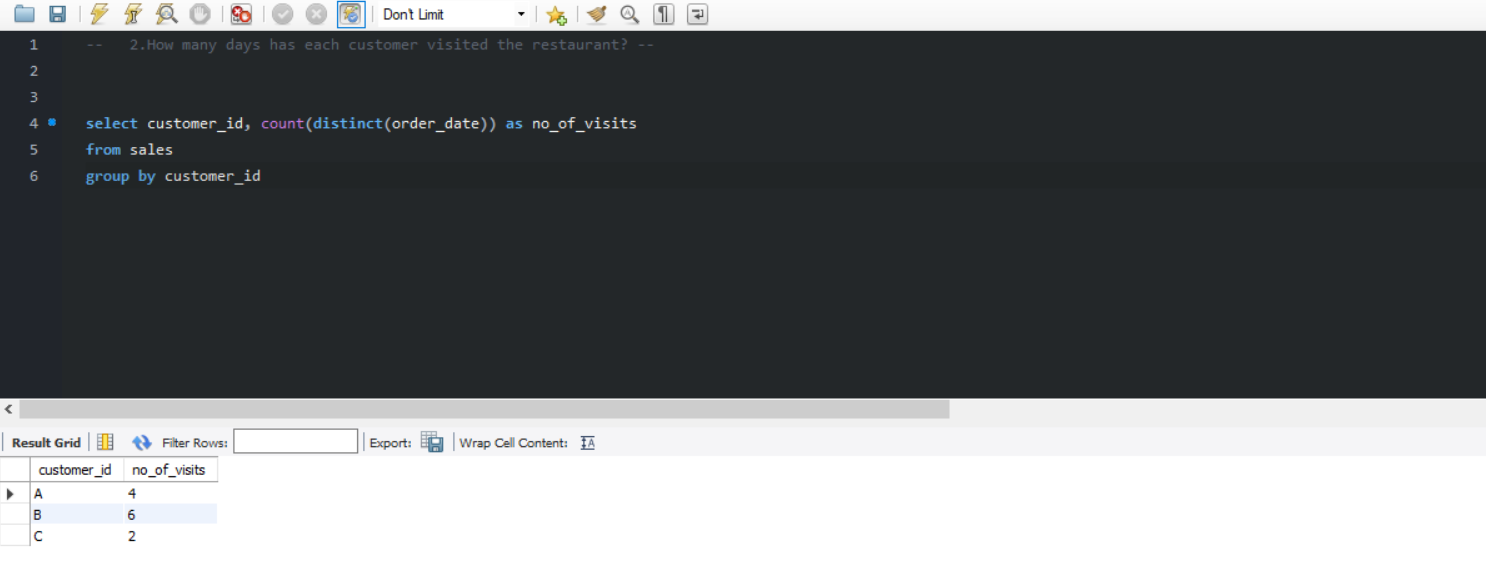 Don't Limit
1 -- 2.How many days has each customer visited the restaurant? --
2
3
4 select customer_id, count(distinct(order_date)) as no_of_visits
5 from sales
6 group by customer_id
Result Grid Filter Rows: Export: Wrap Cell Content:
customer_id no_of_visits
A 4
B 6
C 2